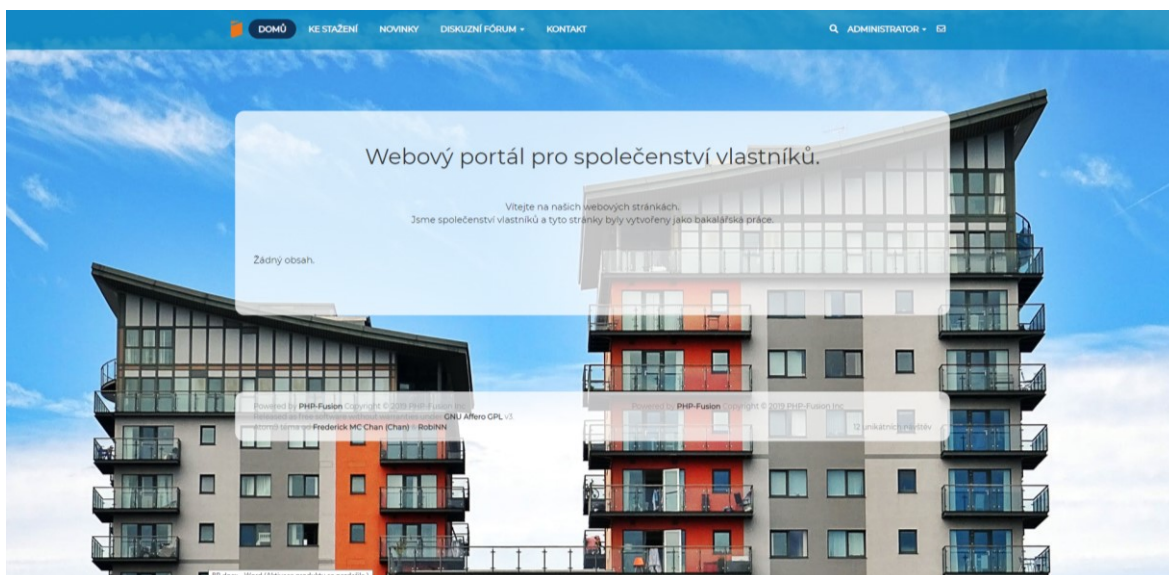 DOMŮ KE STAŽENÍ NOVINKY DISKUZNÍ FÓRUM KONTAKT ADMINISTRATOR
Webový portál pro společenství vlastníků.
Vítejte na našich webových stránkách.
Jsme společenství vlastníků a tyto stránky byly vytvořeny jako bakalářska práce.
Žádný obsah.
Powered by PHP-Fusion Copyright © 2019 PHP-Fusion Inc
GNU Affero GPL v3.
Frederick MC Chan (Chan) RobiNN
Powered by PHP-Fusion Copyright © 2019 PHP-Fusion Inc
12 unikátních návštěv